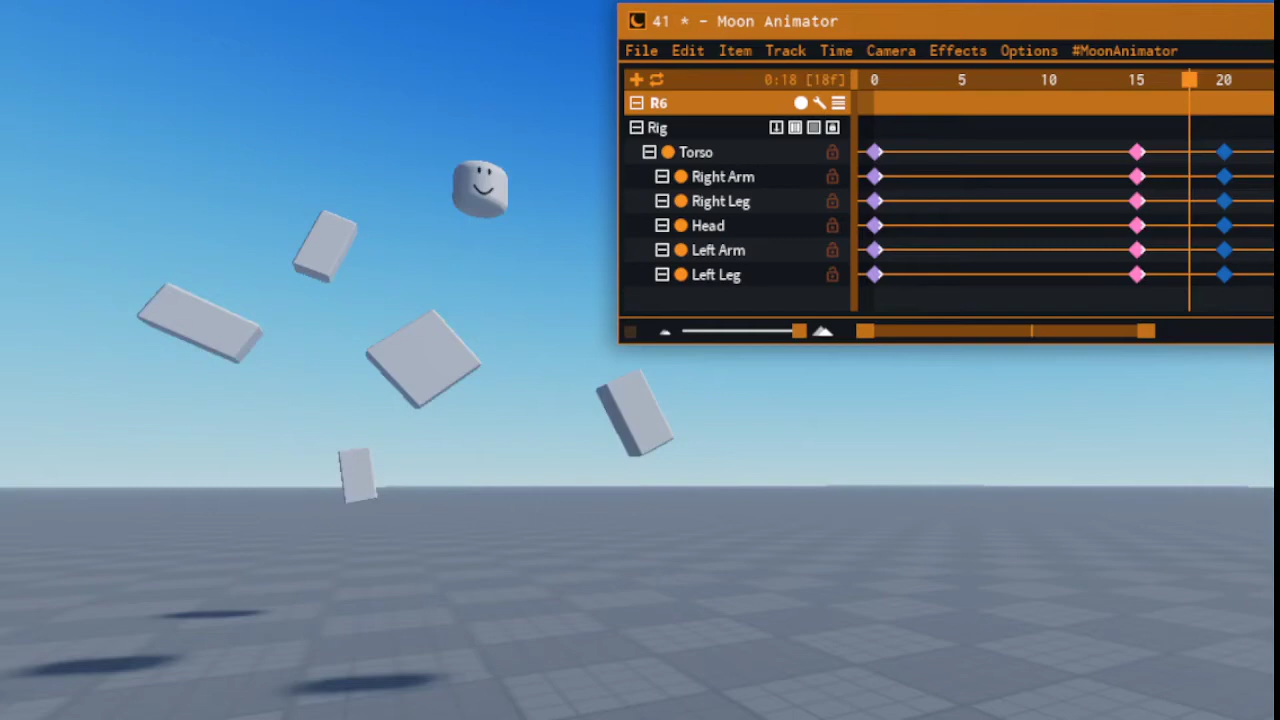 41 * - Moon Animator
File Edit Item Track Time Camera Effects Options #MoonAnimator
0:18 [18f] 0 5 10 15 20
R6
Rig
Torso
Right Arm
Right Leg
Head
Left Arm
Left Leg